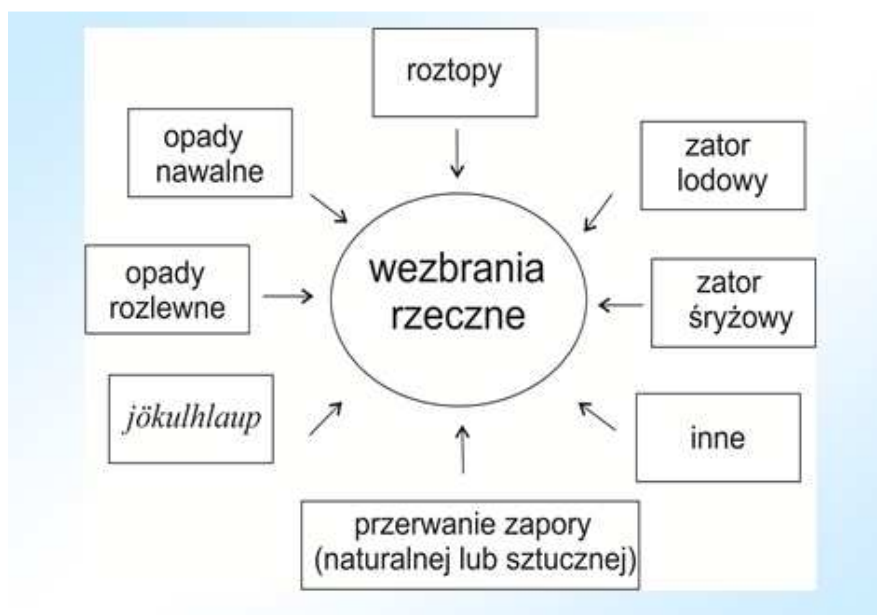 roztopy
opady
nawalne
zator
lodowy
wezbrania
rzeczne
opady
rozlewne
zator
śryżowy
jökulhlaup
inne
przerwanie zapory
(naturalnej lub sztucznej)